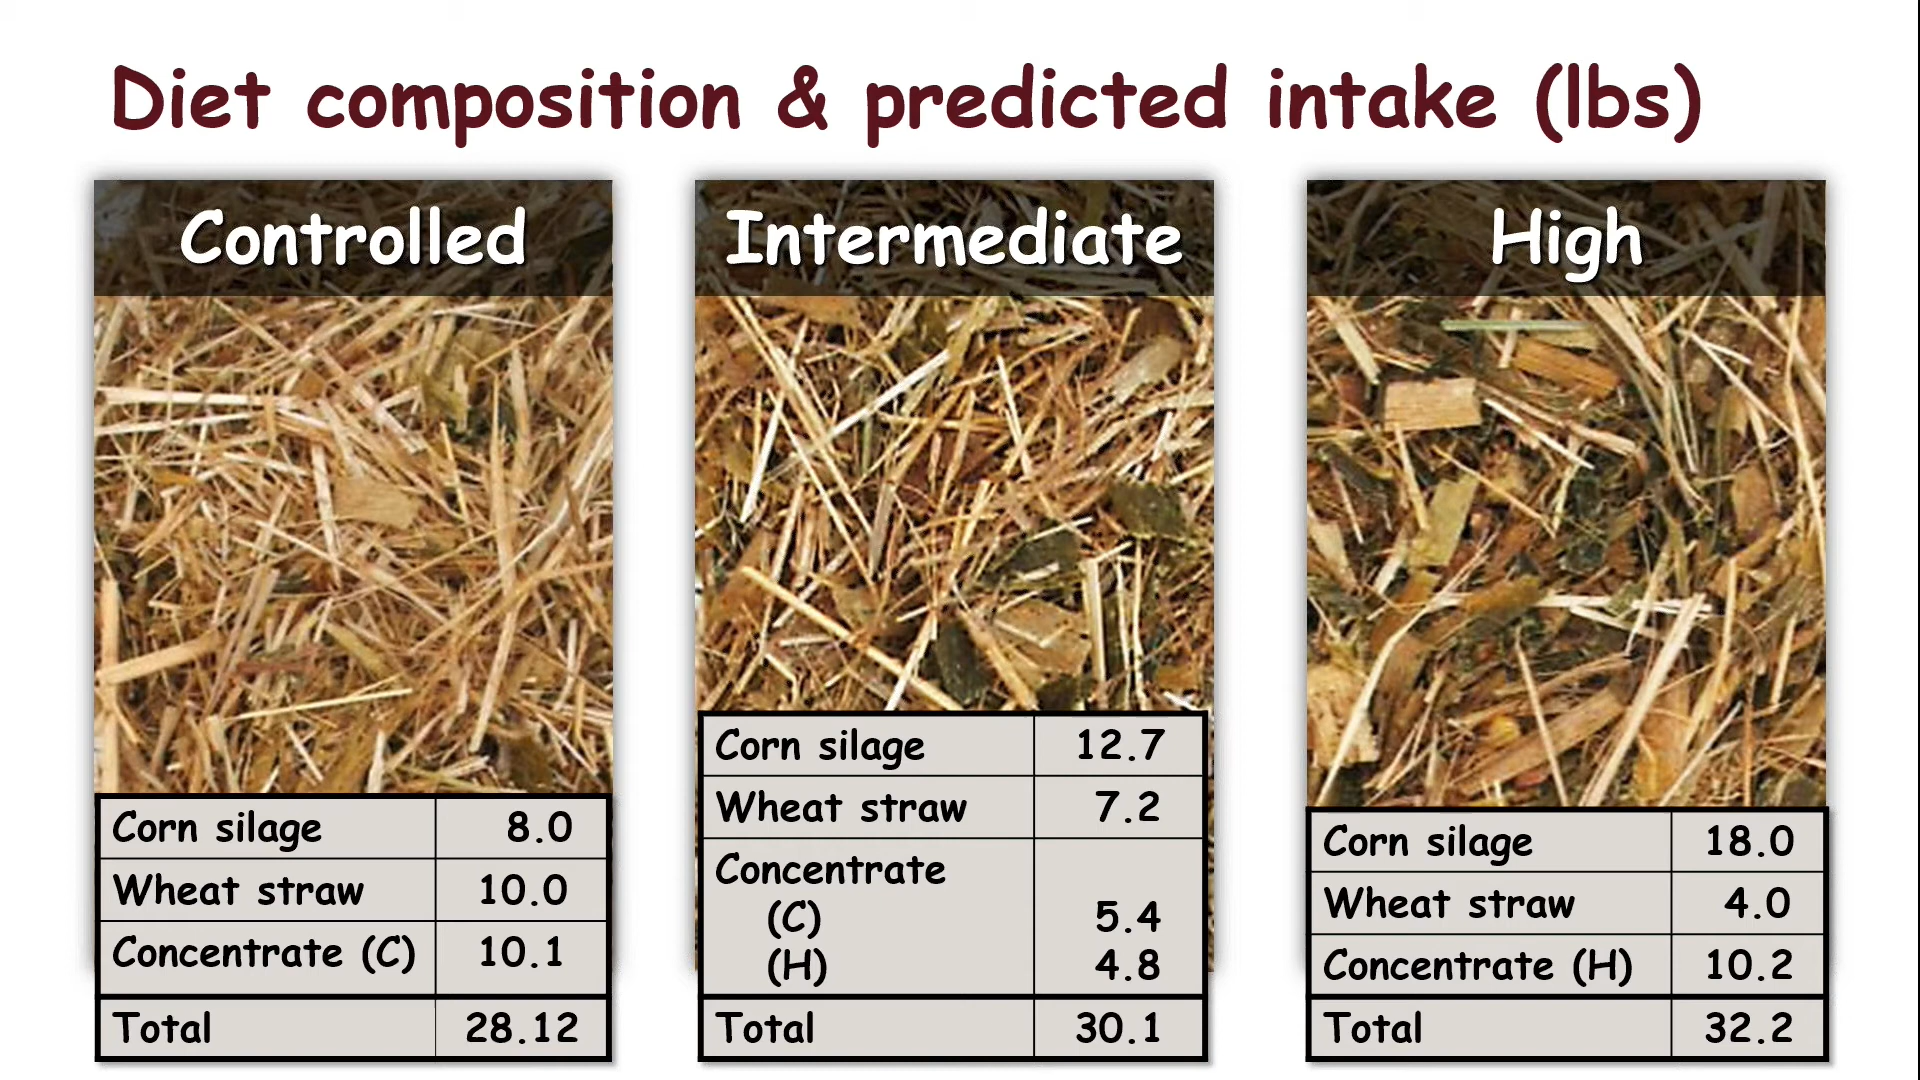 Diet composition & predicted intake (lbs)
Controlled
Corn silage 8.0
Wheat straw 10.0
Concentrate (C) 10.1
Total 28.12
Intermediate
Corn silage 12.7
Wheat straw 7.2
Concentrate
(C) 5.4
(H) 4.8
Total 30.1
High
Corn silage 18.0
Wheat straw 4.0
Concentrate (H) 10.2
Total 32.2